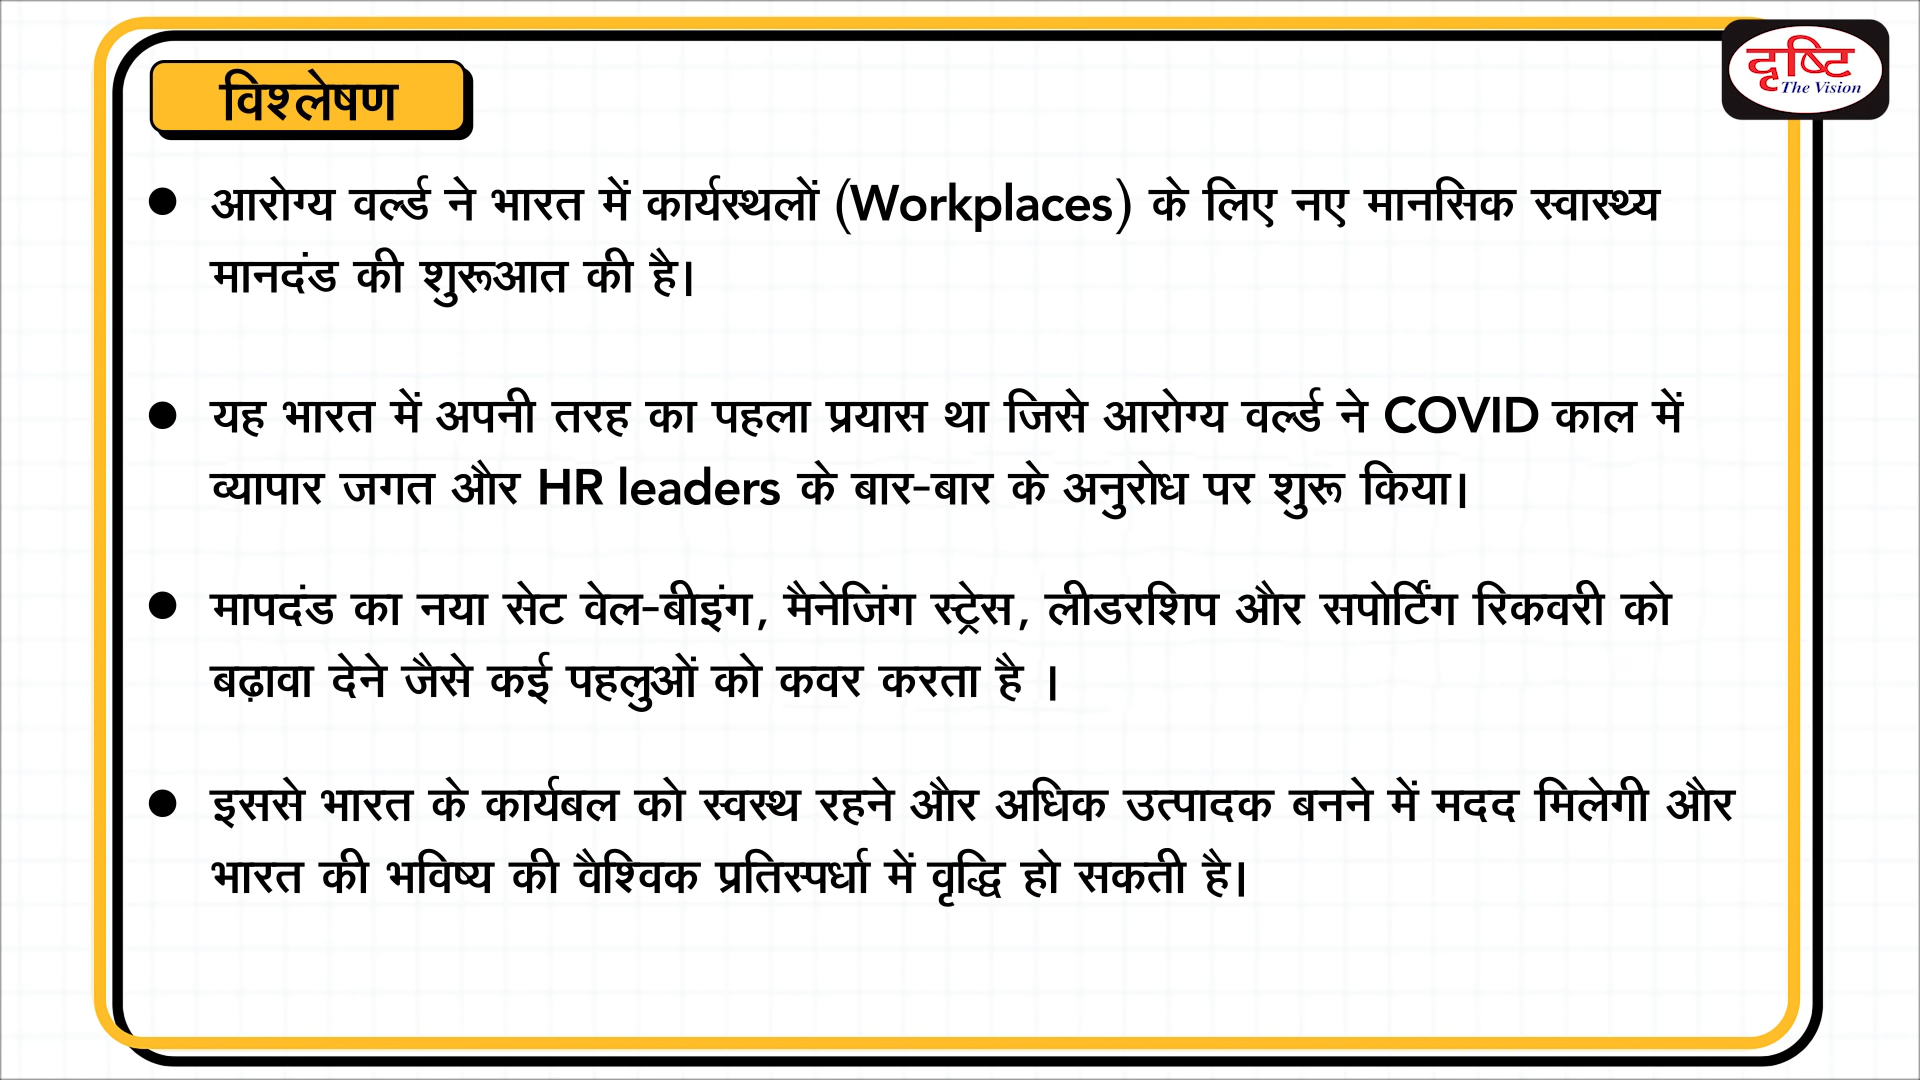 विश्लेषण
दृष्टि
The Vision
● आरोग्य वर्ल्ड ने भारत में कार्यस्थलों (Workplaces) के लिए नए मानसिक स्वास्थ्य
मानदंड की शुरूआत की है।
● यह भारत में अपनी तरह का पहला प्रयास था जिसे आरोग्य वर्ल्ड ने COVID काल में
व्यापार जगत और HR leaders के बार-बार के अनुरोध पर शुरू किया।
● मापदंड का नया सेट वेल-बीइंग, मैनेजिंग स्ट्रेस, लीडरशिप और सपोर्टिंग रिकवरी को
बढ़ावा देने जैसे कई पहलुओं को कवर करता है ।
● इससे भारत के कार्यबल को स्वस्थ रहने और अधिक उत्पादक बनने में मदद मिलेगी और
भारत की भविष्य की वैश्विक प्रतिस्पर्धा में वृद्धि हो सकती है।